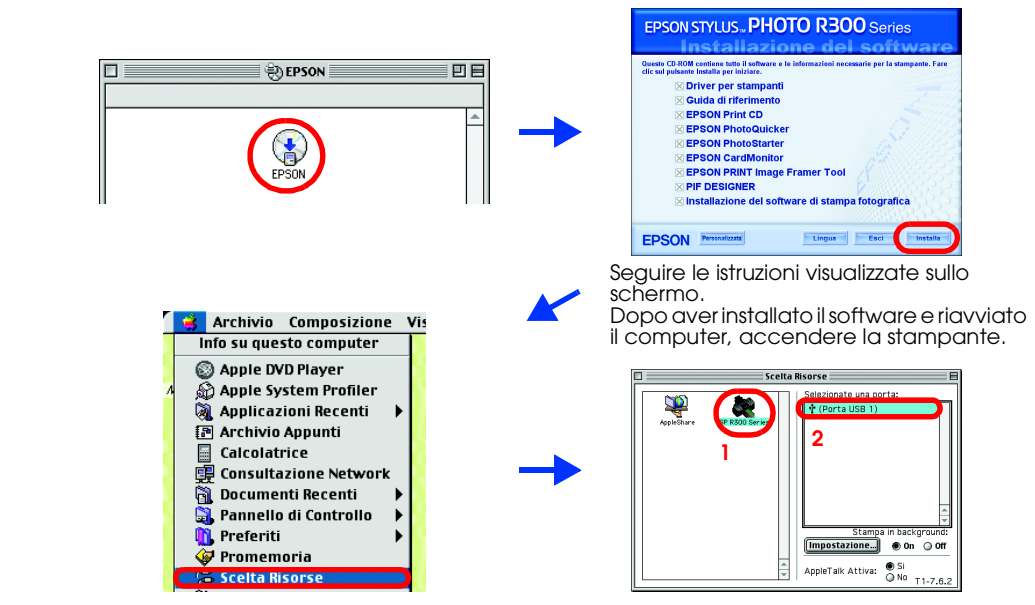 EPSON
EPSON
EPSON STYLUS™ PHOTO R300 Series
Installazione del software
Questo CD-ROM contiene tutto il software e le informazioni necessarie per la stampante. Fare
clic sul pulsante Installa per iniziare.
Driver per stampanti
Guida di riferimento
EPSON Print CD
EPSON PhotoQuicker
EPSON PhotoStarter
EPSON CardMonitor
EPSON PRINT Image Framer Tool
PIF DESIGNER
Installazione del software di stampa fotografica
EPSON
EPSON Personalizzata Lingua Esci Installa
Seguire le istruzioni visualizzate sullo
schermo.
Dopo aver installato il software e riavviato
il computer, accendere la stampante.
Archivio Composizione Vis
Info su questo computer
Apple DVD Player
Apple System Profiler
Applicazioni Recenti
Archivio Appunti
Calcolatrice
Consultazione Network
Documenti Recenti
Pannello di Controllo
Preferiti
Promemoria
Scelta Risorse
Scelta Risorse
AppleShare
SP R300 Series
1
Selezionate una porta:
(Porta USB 1)
2
Stampa in background:
Impostazione... On Off
AppleTalk Attiva: Si
No
T1-7.6.2